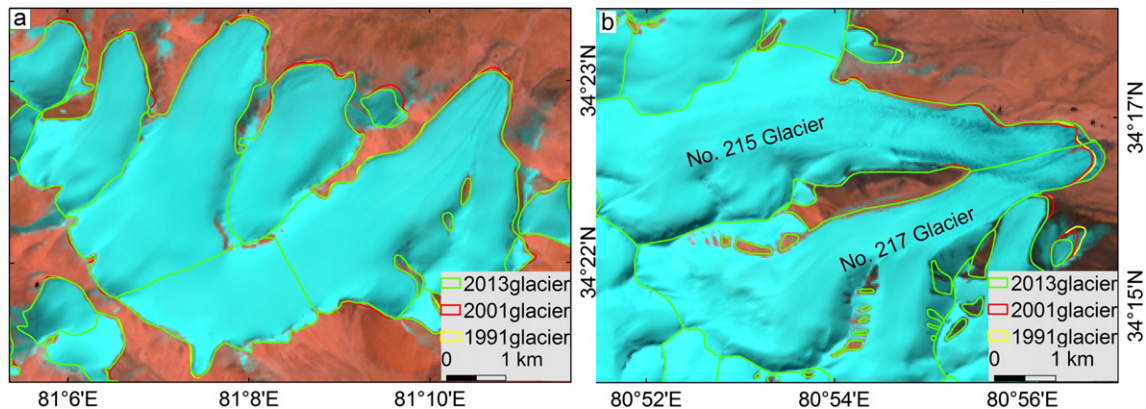 a
34°23'N
34°22'N
2013glacier
2001glacier
1991glacier
0 1 km
81°6'E 81°8'E 81°10'E
b
No. 215 Glacier
No. 217 Glacier
34°17'N
34°15'N
2013glacier
2001glacier
1991glacier
0 1 km
80°52'E 80°54'E 80°56'E